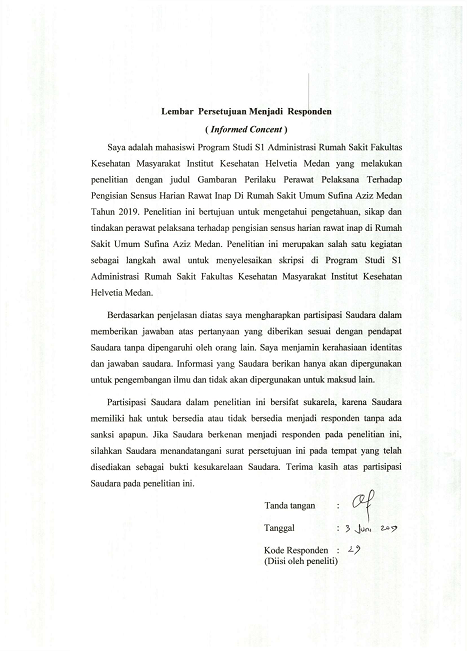 Lembar Persetujuan Menjadi Responden
( Informed Concent )
Saya adalah mahasiswi Program Studi S1 Administrasi Rumah Sakit Fakultas
Kesehatan Masyarakat Institut Kesehatan Helvetia Medan yang melakukan
penelitian dengan judul Gambaran Perilaku Perawat Pelaksana Terhadap
Pengisian Sensus Harian Rawat Inap Di Rumah Sakit Umum Sufina Aziz Medan
Tahun 2019. Penelitian ini bertujuan untuk mengetahui pengetahuan, sikap dan
tindakan perawat pelaksana terhadap pengisian sensus harian rawat inap di Rumah
Sakit Umum Sufina Aziz Medan. Penelitian ini merupakan salah satu kegiatan
sebagai langkah awal untuk menyelesaikan skripsi di Program Studi S1
Administrasi Rumah Sakit Fakultas Kesehatan Masyarakat Institut Kesehatan
Helvetia Medan.
Berdasarkan penjelasan diatas saya mengharapkan partisipasi Saudara dalam
memberikan jawaban atas pertanyaan yang diberikan sesuai dengan pendapat
Saudara tanpa dipengaruhi oleh orang lain. Saya menjamin kerahasiaan identitas
dan jawaban saudara. Informasi yang Saudara berikan hanya akan dipergunakan
untuk pengembangan ilmu dan tidak akan dipergunakan untuk maksud lain.
Partisipasi Saudara dalam penelitian ini bersifat sukarela, karena Saudara
memiliki hak untuk bersedia atau tidak bersedia menjadi responden tanpa ada
sanksi apapun. Jika Saudara berkenan menjadi responden pada penelitian ini,
silahkan Saudara menandatangani surat persetujuan ini pada tempat yang telah
disediakan sebagai bukti kesukarelaan Saudara. Terima kasih atas partisipasi
Saudara pada penelitian ini.
Tanda tangan :
Tanggal : 3 Juni 2019
Kode Responden : 29
(Diisi oleh peneliti)